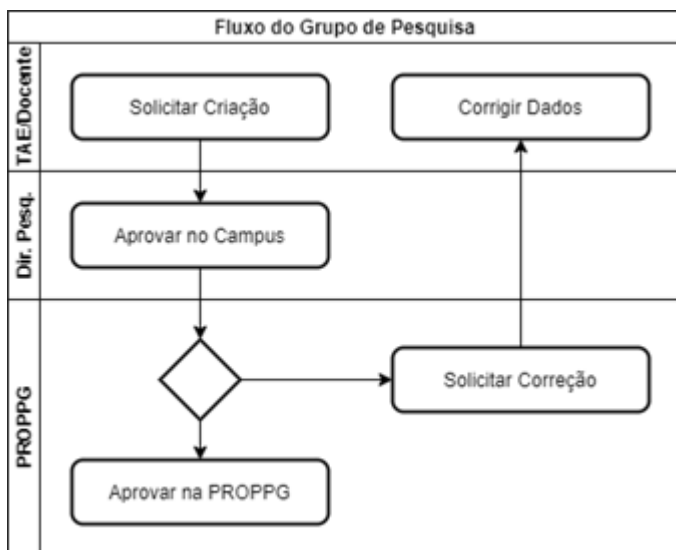 Fluxo do Grupo de Pesquisa
TAE/Docente
Solicitar Criação
Corrigir Dados
Dir. Pesq.
Aprovar no Campus
PROPPG
Solicitar Correção
Aprovar na PROPPG